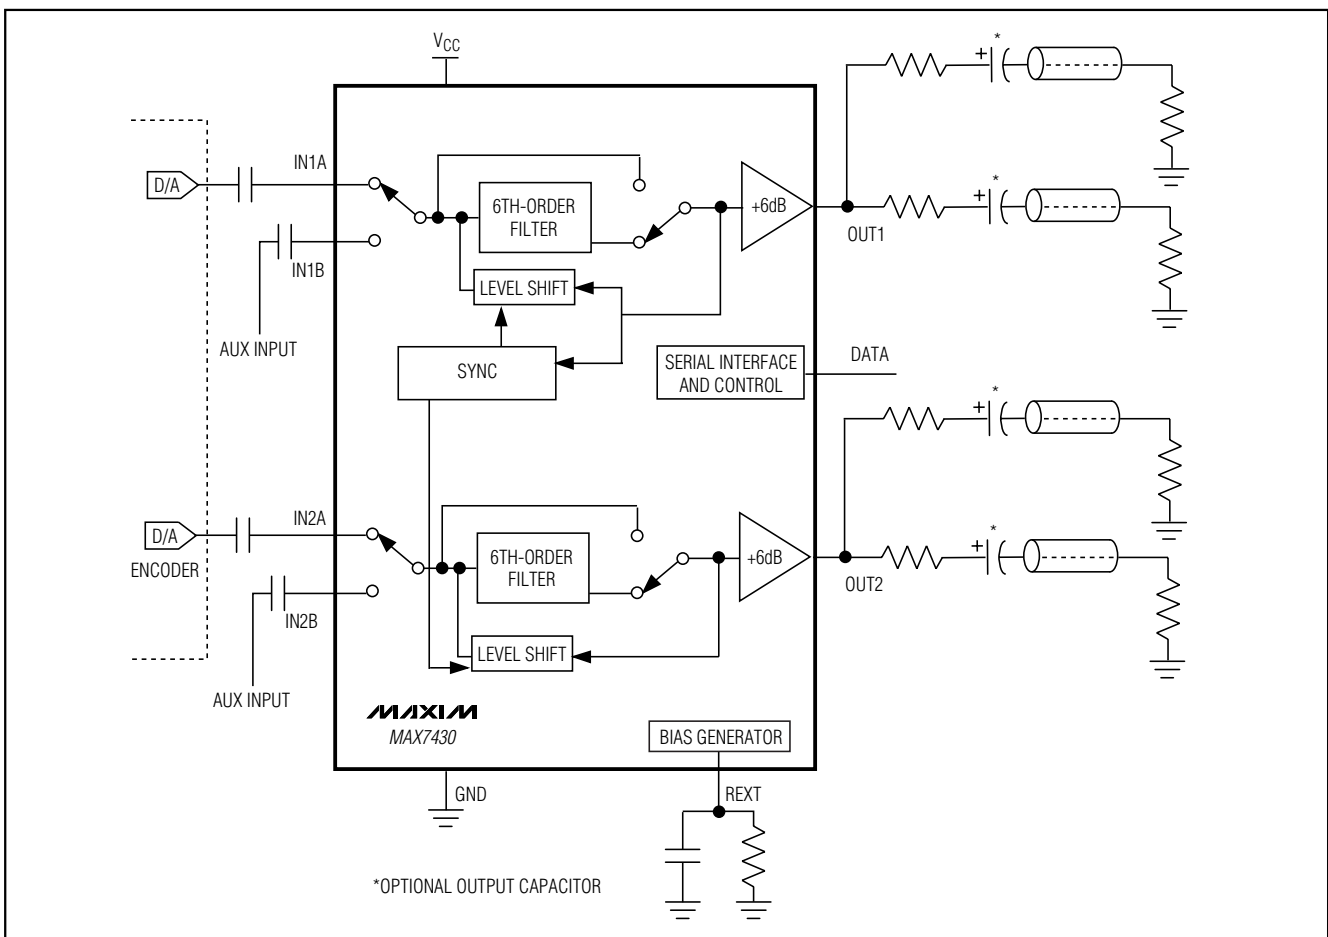 VCC
*
IN1A
D/A
6TH-ORDER
FILTER
+6dB
*
+
+
OUT1
IN1B
LEVEL SHIFT
AUX INPUT
SYNC
SERIAL INTERFACE
AND CONTROL
DATA
*
+
IN2A
D/A
ENCODER
6TH-ORDER
FILTER
+6dB
*
+
OUT2
IN2B
LEVEL SHIFT
AUX INPUT
MAXIM
MAX7430
BIAS GENERATOR
GND
REXT
*OPTIONAL OUTPUT CAPACITOR